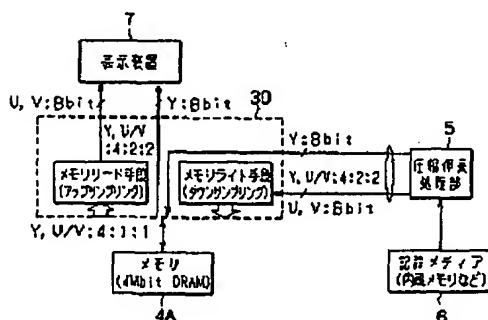 7
表示装置
U, V:8bit
Y:8bit
30
Y, U/V
:4:2:2
メモリリード手段
(アップサンプリング)
メモリライト手段
(ダウンサンプリング)
Y:8bit
Y, U/V:4:2:2
U, V:8bit
5
圧縮伸長
処理部
Y, U/V:4:1:1
メモリ
(4Mbit DRAM)
4A
記録メディア
(内蔵メモリなど)
6